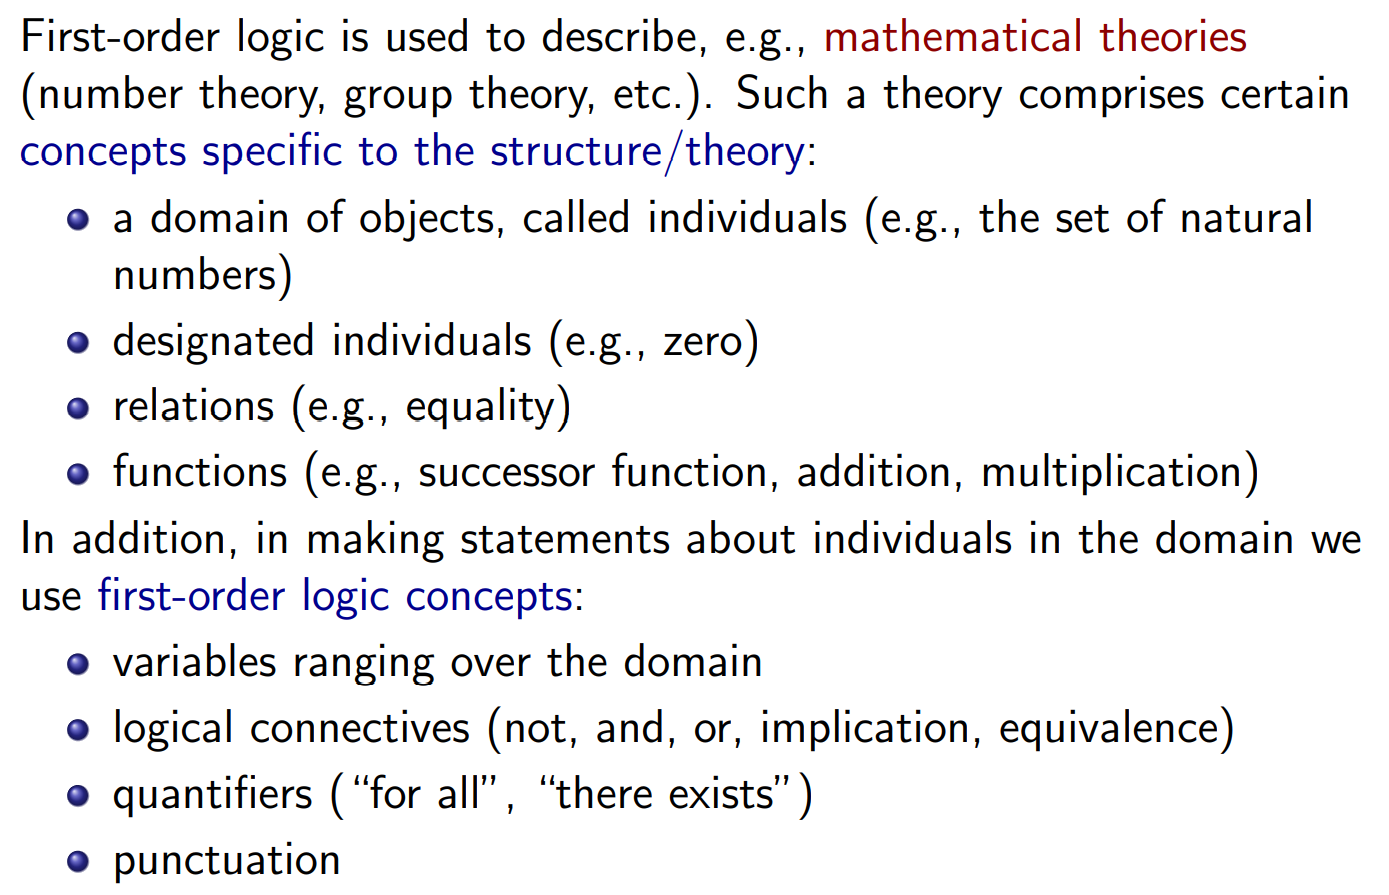 First-order logic is used to describe, e.g., mathematical theories
(number theory, group theory, etc.). Such a theory comprises certain
concepts specific to the structure/theory:
a domain of objects, called individuals (e.g., the set of natural
numbers)
designated individuals (e.g., zero)
relations (e.g., equality)
functions (e.g., successor function, addition, multiplication)
In addition, in making statements about individuals in the domain we
use first-order logic concepts:
variables ranging over the domain
logical connectives (not, and, or, implication, equivalence)
quantifiers (“for all”, “there exists”)
punctuation